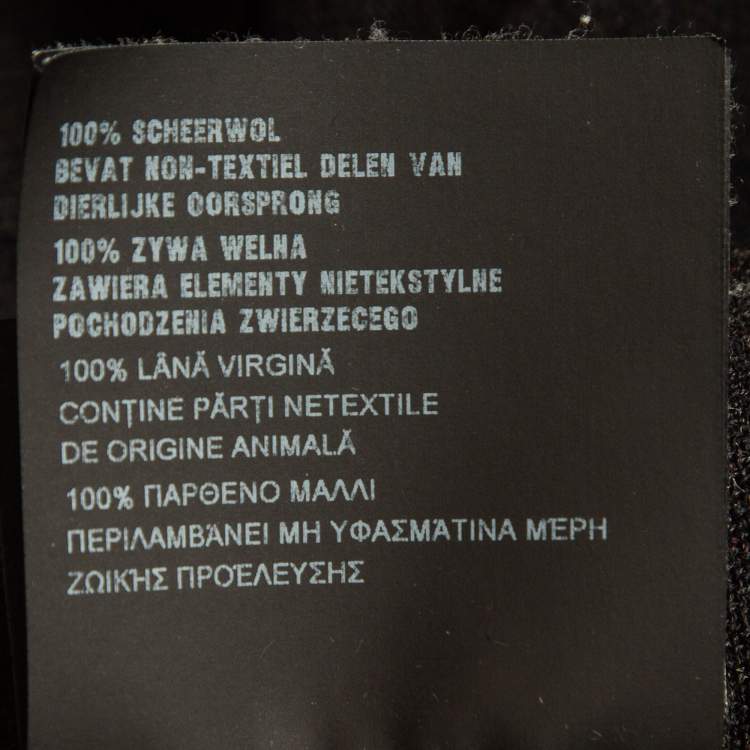 100% SCHEERWOL
BEVAT NON-TEXTIEL DELEN VAN
DIERLIJKE OORSPRONG
100% ZYWA WELNA
ZAWIERA ELEMENTY NIETEKSTYLNE
POCHODZENIA ZWIERZECEGO
100% LÂNĂ VIRGINĂ
CONȚINE PĂRȚI NETEXTILE
DE ORIGINE ANIMALĂ
100% ΠΑΡΘΕΝΟ ΜΑΛΛΙ
ΠΕΡΙΛΑΜΒΆΝΕΙ ΜΗ ΥΦΑΣΜΆΤΙΝΑ ΜΈΡΗ
ΖΩΙΚΉΣ ΠΡΟΈΛΕΥΣΗΣ